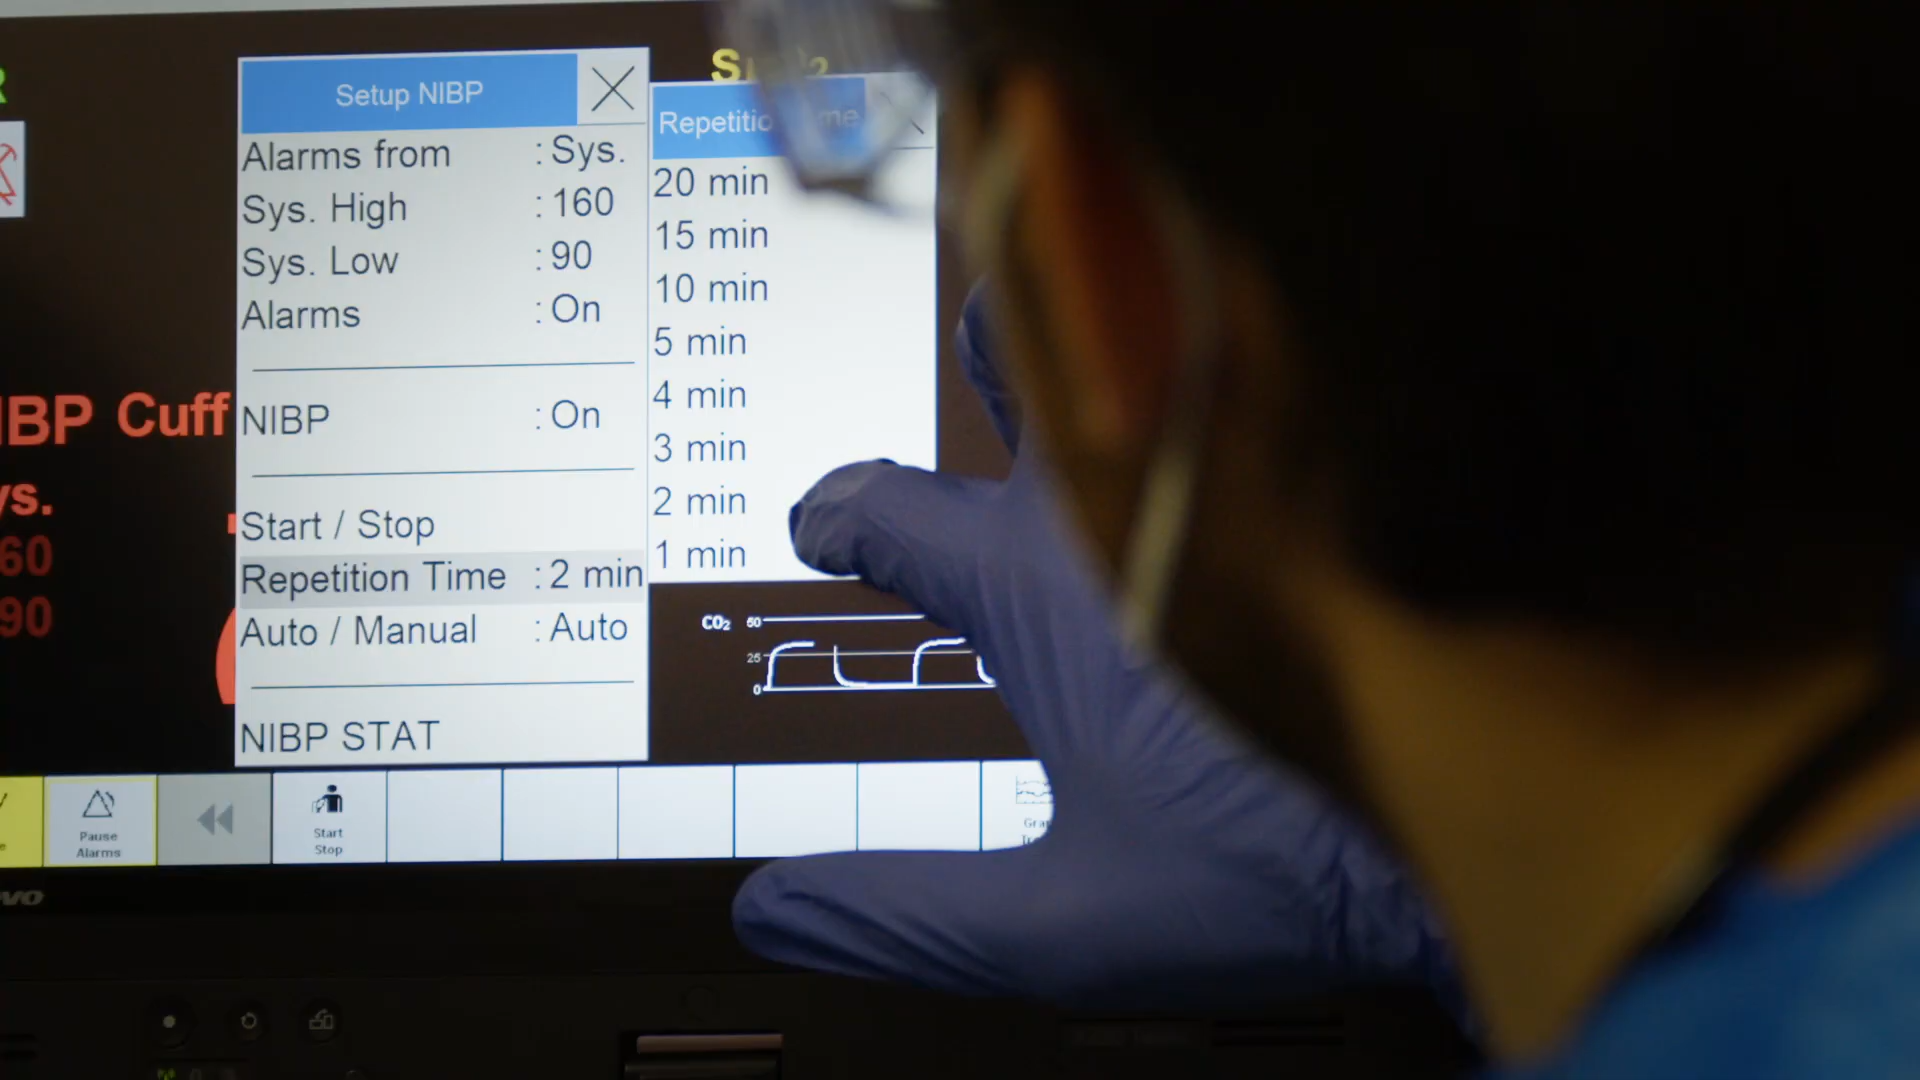 R
Setup NIBP
Alarms from : Sys.
Sys. High : 160
Sys. Low : 90
Alarms : On
NIBP : On
Start / Stop
Repetition Time : 2 min
Auto / Manual : Auto
NIBP STAT
20 min
15 min
10 min
5 min
4 min
3 min
2 min
1 min
IBP Cuff
ys.
60
90
CO₂
50
25
0
Pause
Alarms
Start
Stop